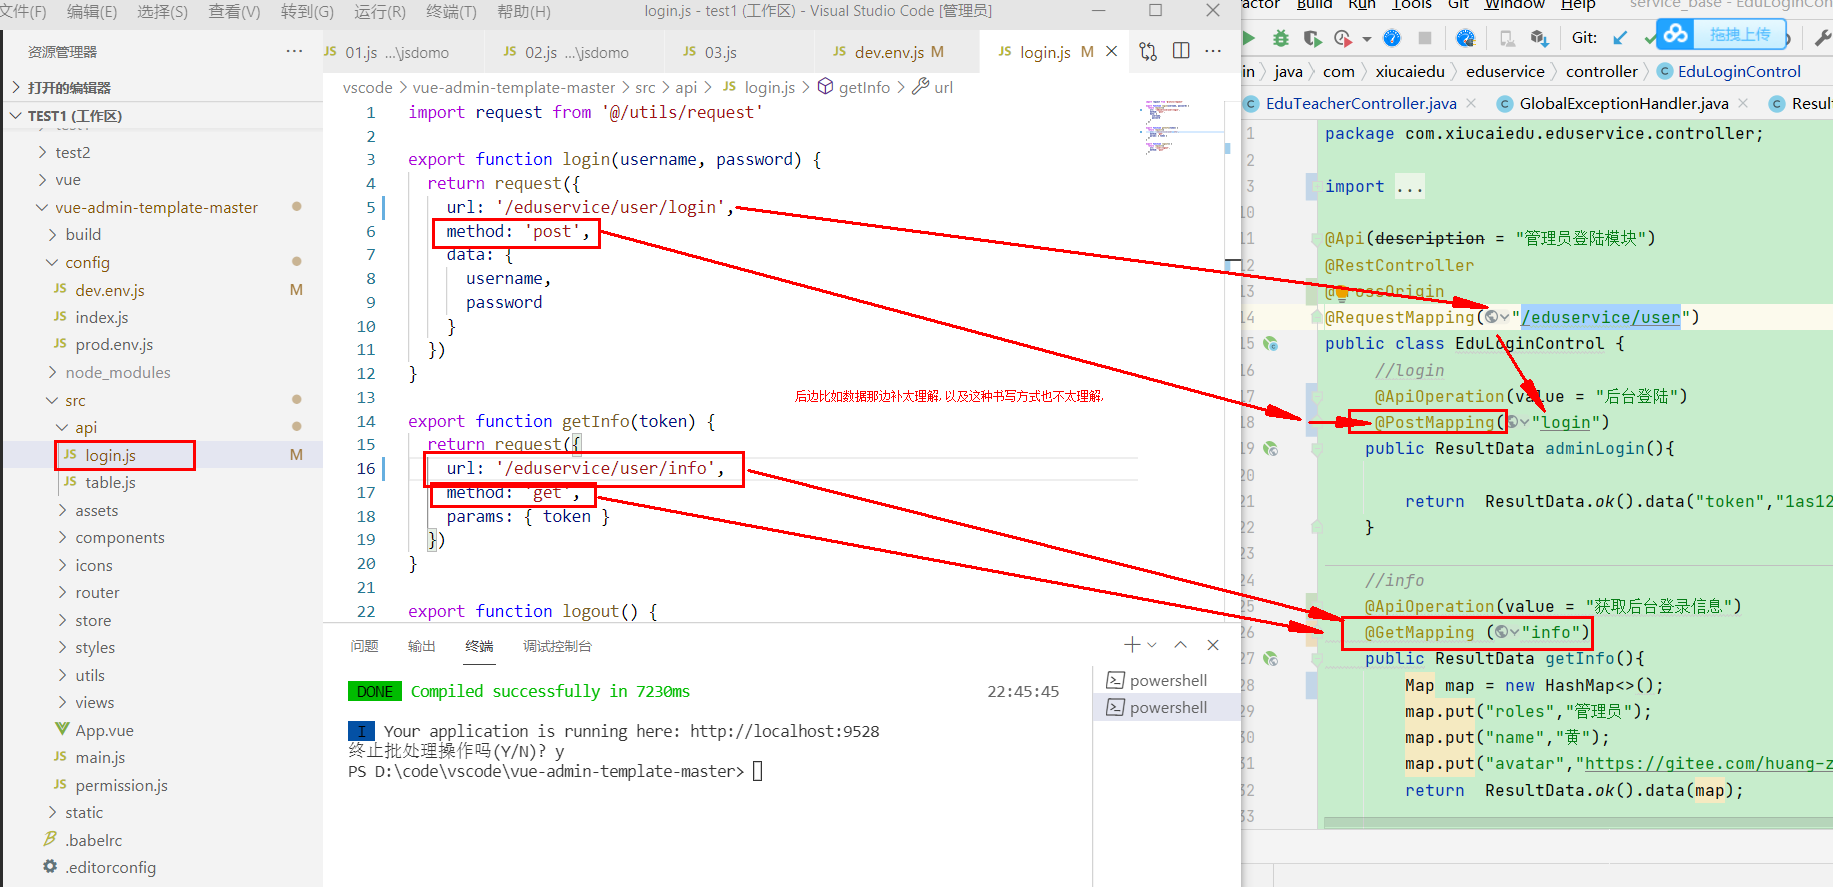 文件(F) 编辑(E) 选择(S) 查看(V) 转到(G) 运行(R) 终端(T) 帮助(H) login.js - test1 (工作区) - Visual Studio Code [管理员]
资源管理器
打开的编辑器
TEST1 (工作区)
test2
vue
vue-admin-template-master
build
config
dev.env.js M
index.js
prod.env.js
node_modules
src
api
login.js M
table.js
assets
components
icons
router
store
styles
utils
views
App.vue
main.js
permission.js
static
.babelrc
.editorconfig
JS 01.js ...\jsdomo JS 02.js ...\jsdomo JS 03.js JS dev.env.js M JS login.js M
vscode > vue-admin-template-master > src > api > JS login.js > getInfo > url
1 import request from '@/utils/request'
2
3 export function login(username, password) {
4 return request({
5 url: '/eduservice/user/login',
6 method: 'post',
7 data: {
8 username,
9 password
10 }
11 })
12 }
13
后边比如数据那边补太理解,以及这种书写方式也不太理解,
14 export function getInfo(token) {
15 return request({
16 url: '/eduservice/user/info',
17 method: 'get',
18 params: { token }
19 })
20 }
21
22 export function logout() {
问题 输出 终端 调试控制台
DONE Compiled successfully in 7230ms 22:45:45
I Your application is running here: http://localhost:9528
终止批处理操作吗(Y/N)? y
PS D:\code\vscode\vue-admin-template-master>
powershell
powershell
Build Run Tools Git Window Help service_base - EduLoginCon
Git:
拖拽上传
java com xiucaiedu eduservice controller EduLoginControl
EduTeacherController.java GlobalExceptionHandler.java Result
1 package com.xiucaiedu.eduservice.controller;
2
3 import ...
10
11 @Api(description = "管理员登陆模块")
12 @RestController
13 ossOrigin
14 @RequestMapping("/eduservice/user")
15 public class EduLoginControl {
16 //login
17 @ApiOperation(value = "后台登陆")
18 @PostMapping("login")
19 public ResultData adminLogin(){
20
21 return ResultData.ok().data("token","1as12
22 }
23
24 //info
25 @ApiOperation(value = "获取后台登录信息")
26 @GetMapping ("info")
27 public ResultData getInfo(){
28 Map map = new HashMap<>();
29 map.put("roles","管理员");
30 map.put("name","黄");
31 map.put("avatar","https://gitee.com/huang-z
32 return ResultData.ok().data(map);
33